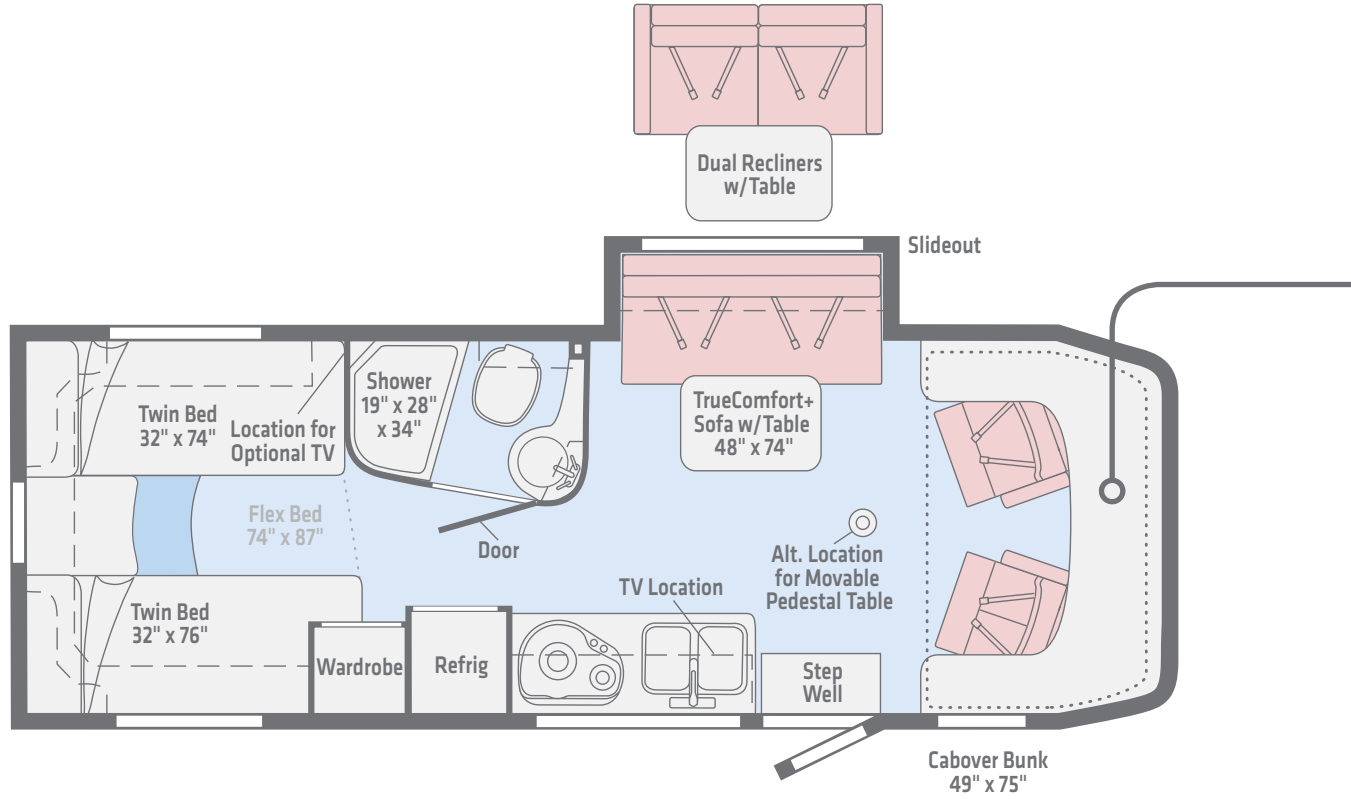 Dual Recliners
w/Table
Slideout
Shower
19" x 28"
x 34"
Twin Bed
32" x 74"
Location for
Optional TV
TrueComfort+
Sofa w/Table
48" x 74"
Flex Bed
74" x 87"
Door
Alt. Location
for Movable
Pedestal Table
TV Location
Twin Bed
32" x 76"
Wardrobe
Refrig
Step
Well
Cabover Bunk
49" x 75"